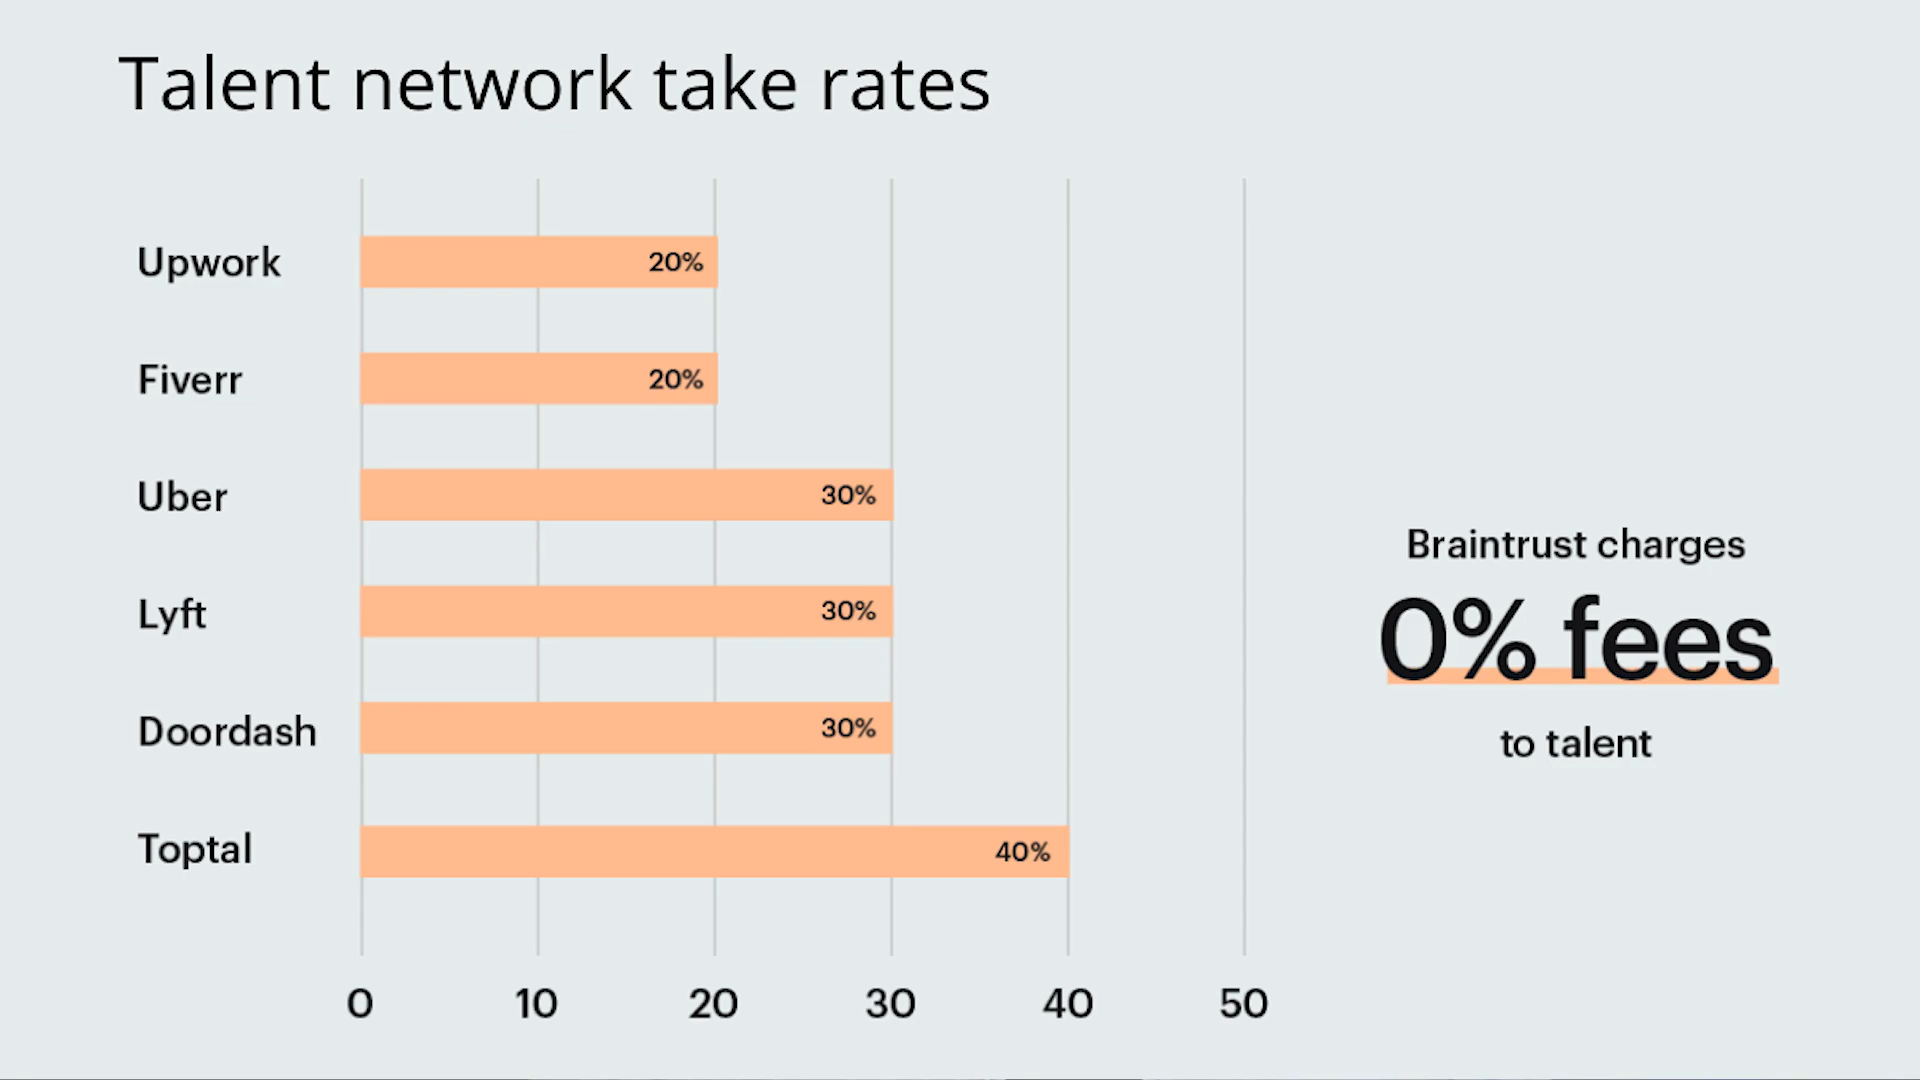 Talent network take rates
Upwork 20%
Fiverr 20%
Uber 30%
Lyft 30%
Doordash 30%
Toptal 40%
0 10 20 30 40 50
Braintrust charges
0% fees
to talent